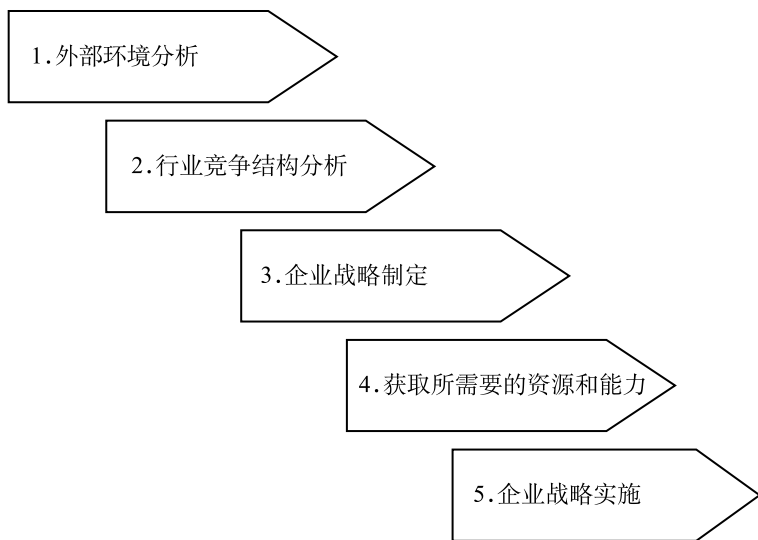 1.外部环境分析
2.行业竞争结构分析
3.企业战略制定
4.获取所需要的资源和能力
5.企业战略实施